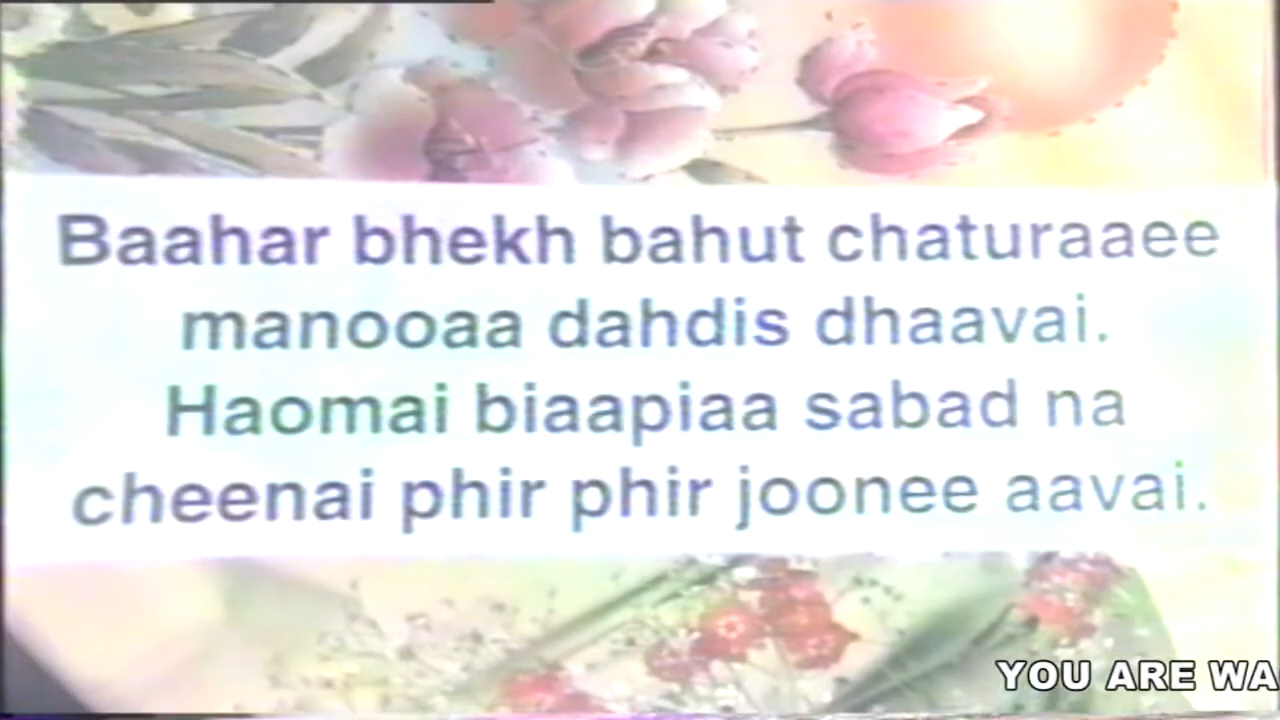 Baahar bhekh bahut chaturaaee
manooaa dahdis dhaavai.
Haomai biaapiaa sabad na
cheenai phir phir joonee aavai.
YOU ARE WA